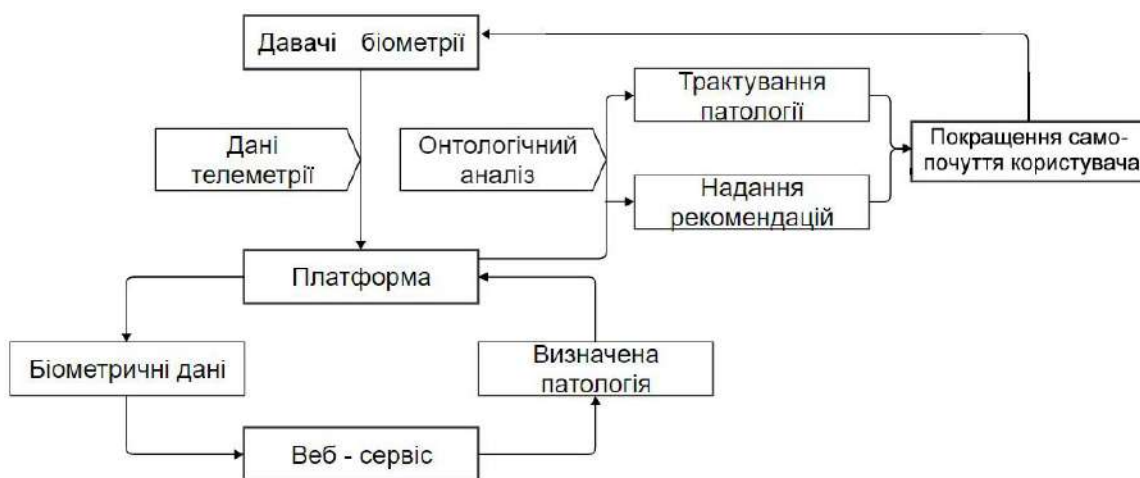 Давачі біометрії
Трактування
патології
Дані
телеметрії
Онтологічний
аналіз
Покращення само-
почуття користувача
Надання
рекомендацій
Платформа
Біометричні дані
Визначена
патологія
Веб - сервіс